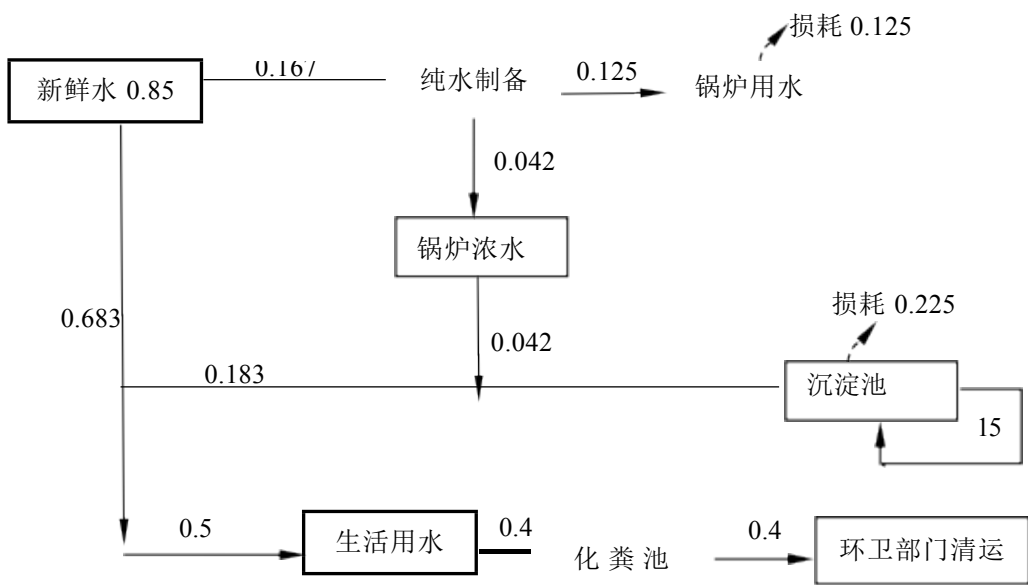 损耗 0.125
新鲜水 0.85
0.167
纯水制备
0.125
锅炉用水
0.042
锅炉浓水
0.683
0.042
损耗 0.225
0.183
沉淀池
15
0.5
生活用水
0.4
化粪池
0.4
环卫部门清运